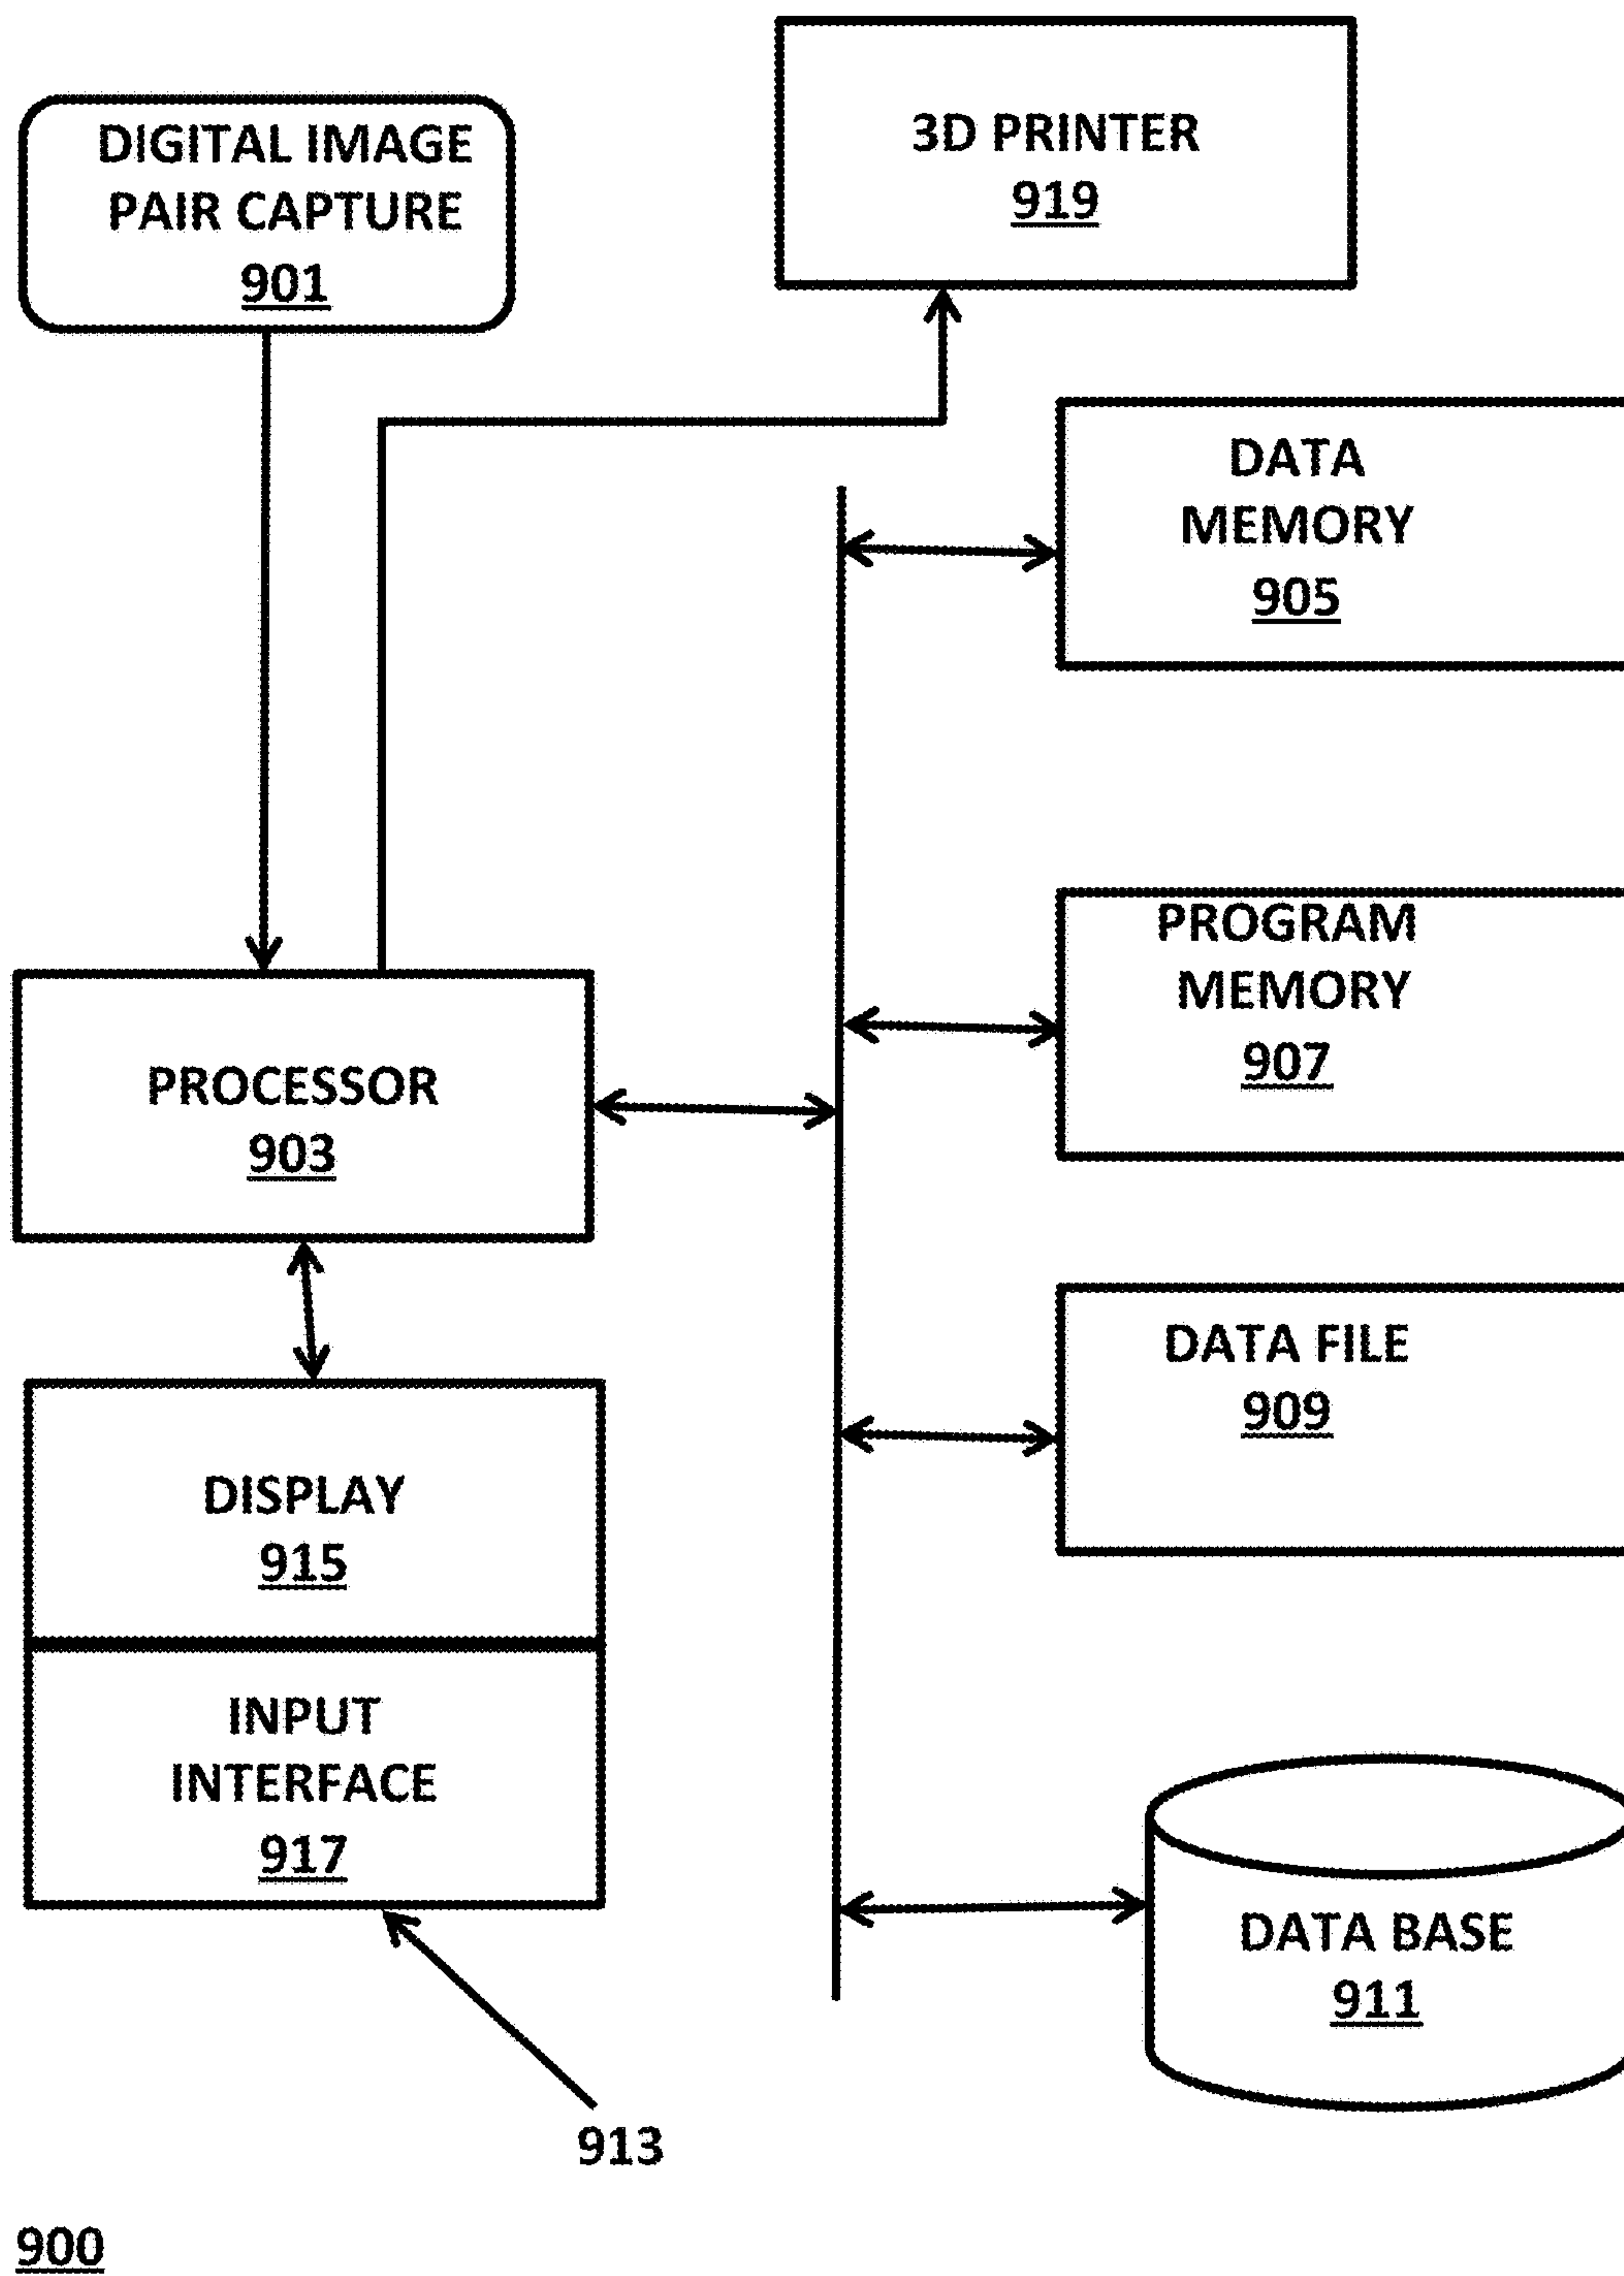 DIGITAL IMAGE
PAIR CAPTURE
901
3D PRINTER
919
DATA
MEMORY
905
PROGRAM
MEMORY
907
PROCESSOR
903
DATA FILE
909
DISPLAY
915
INPUT
INTERFACE
917
DATA BASE
911
913
900